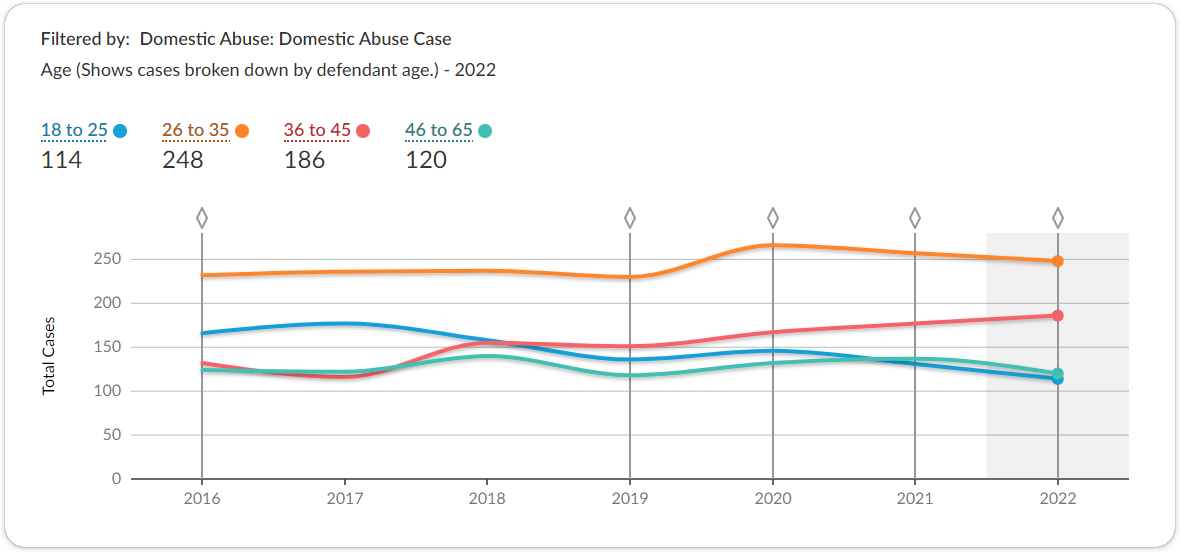 Filtered by:  Domestic Abuse: Domestic Abuse Case
Age (Shows cases broken down by defendant age.) - 2022
18 to 25 26 to 35 36 to 45 46 to 65
114 248 186 120
250
200
150
100
50
0
Total Cases
2016 2017 2018 2019 2020 2021 2022